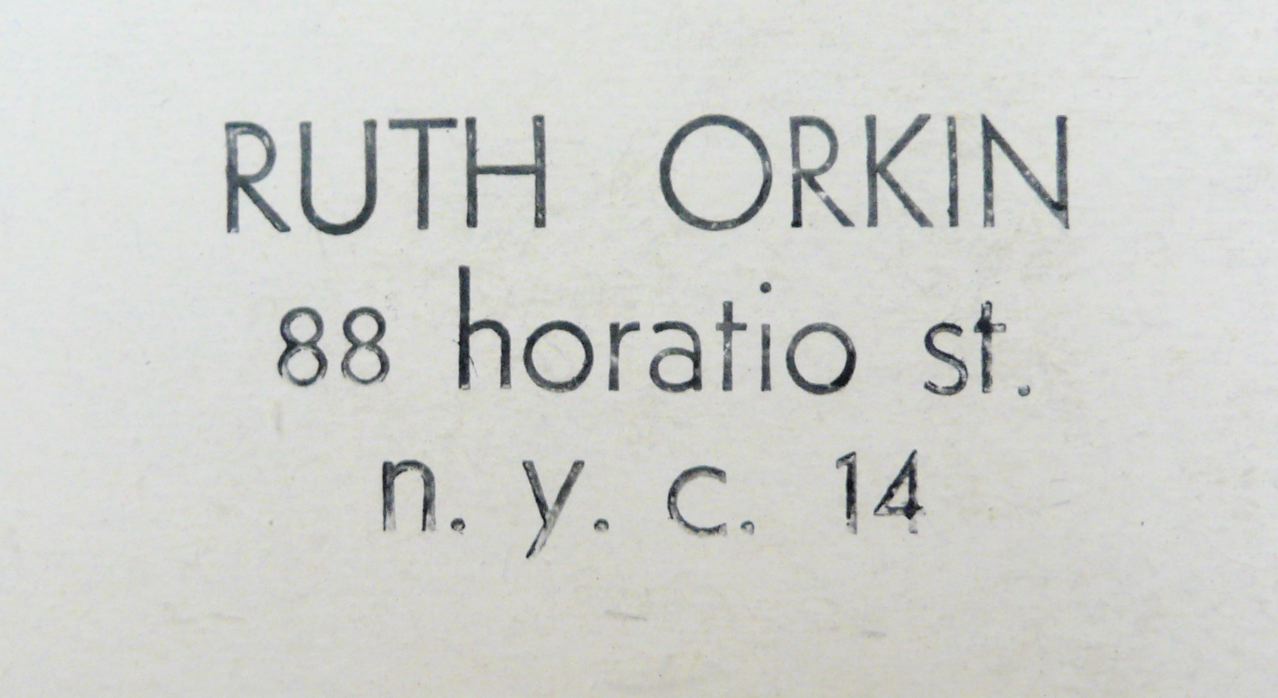 RUTH ORKIN
88 horatio st.
n. y. c. 14